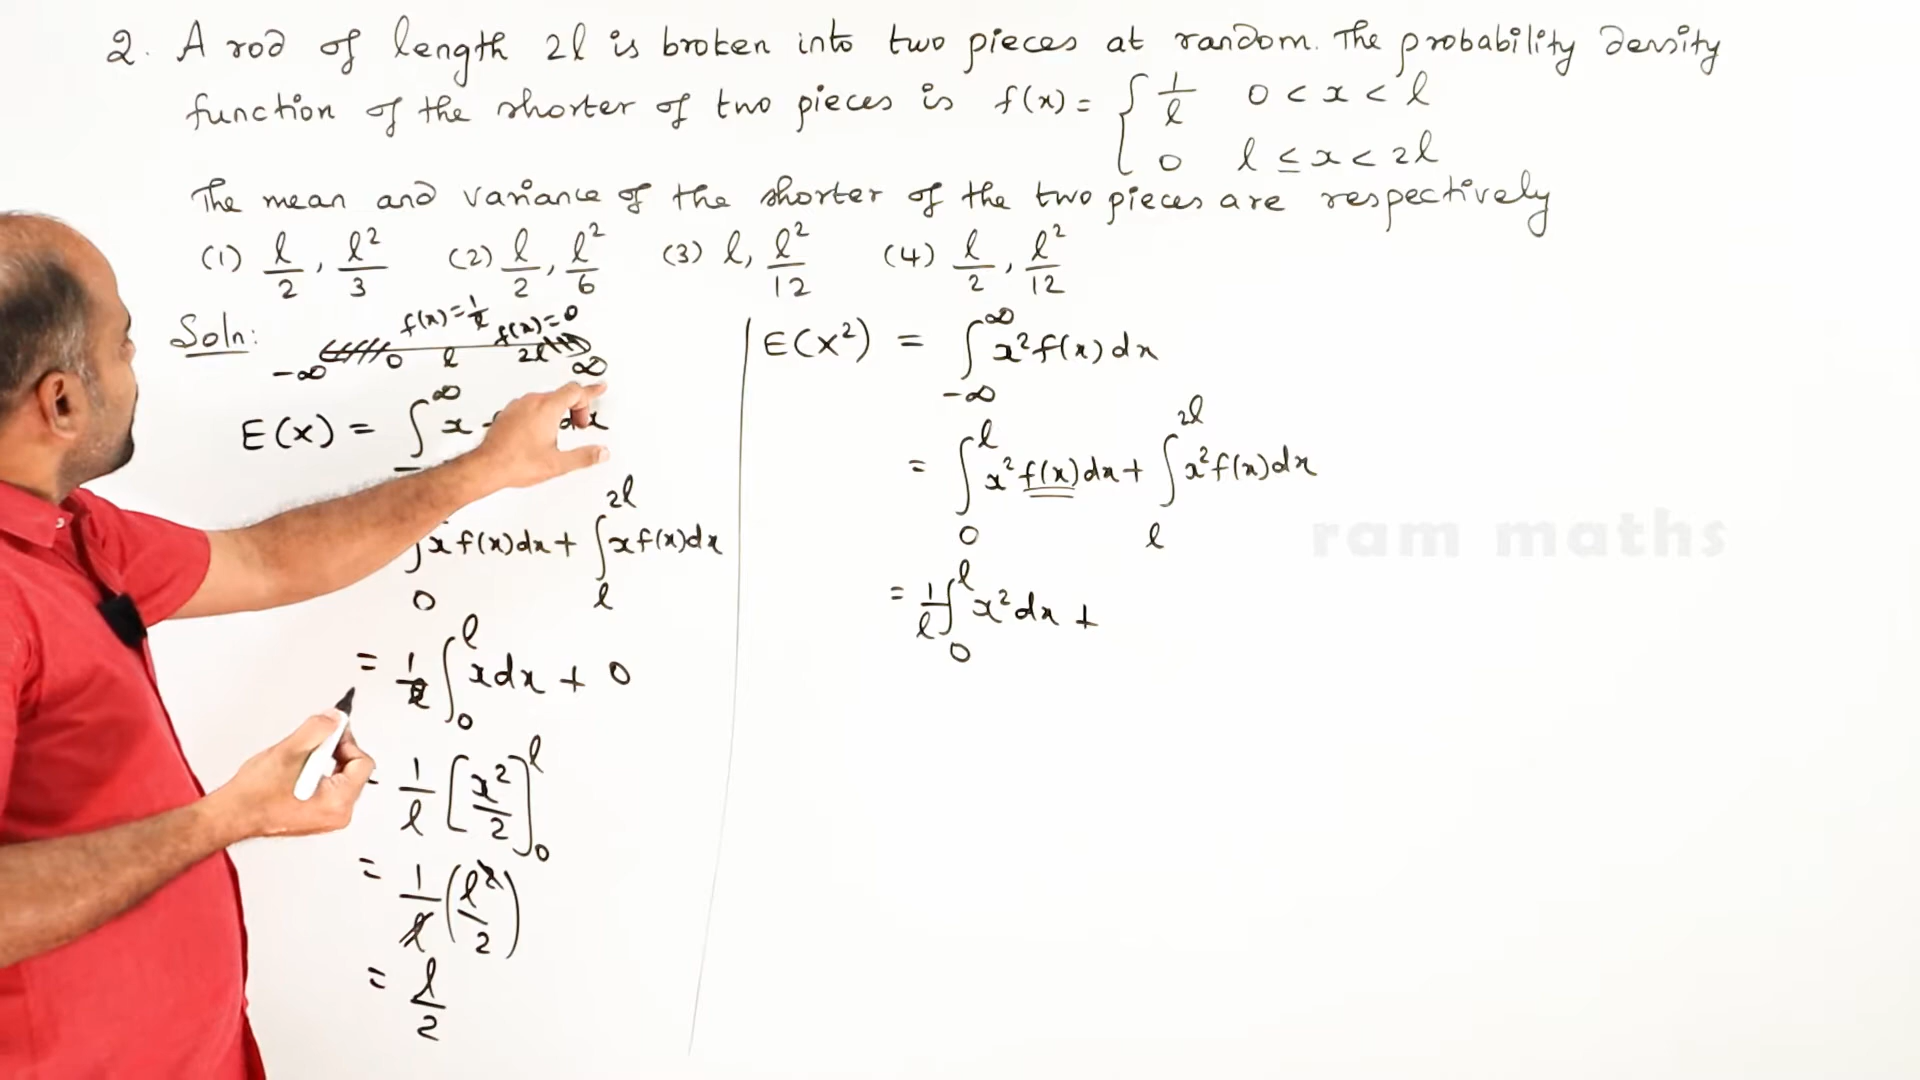 2. A rod of length 2l is broken into two pieces at random. The probability density
function of the shorter of two pieces is f(x) = { 1/l 0 < x < l
0 l ≤ x < 2l
The mean and variance of the shorter of the two pieces are respectively
(1) l/2, l²/3 (2) l/2, l²/6 (3) l, l²/12 (4) l/2, l²/12
Soln:
f(x) = 1/l f(x) = 0
-∞ 0 l 2l ∞
E(x) = ∫ ∞ x dx
∫ 0 x f(x) dx + ∫ l 2l x f(x) dx
= 1/l ∫ 0 l x dx + 0
= 1/l [x²/2] 0 l
= 1/l (l²/2)
= l/2
E(X²) = ∫ -∞ ∞ x² f(x) dx
= ∫ 0 l x² f(x) dx + ∫ l 2l x² f(x) dx
= 1/l ∫ 0 l x² dx +
ram maths